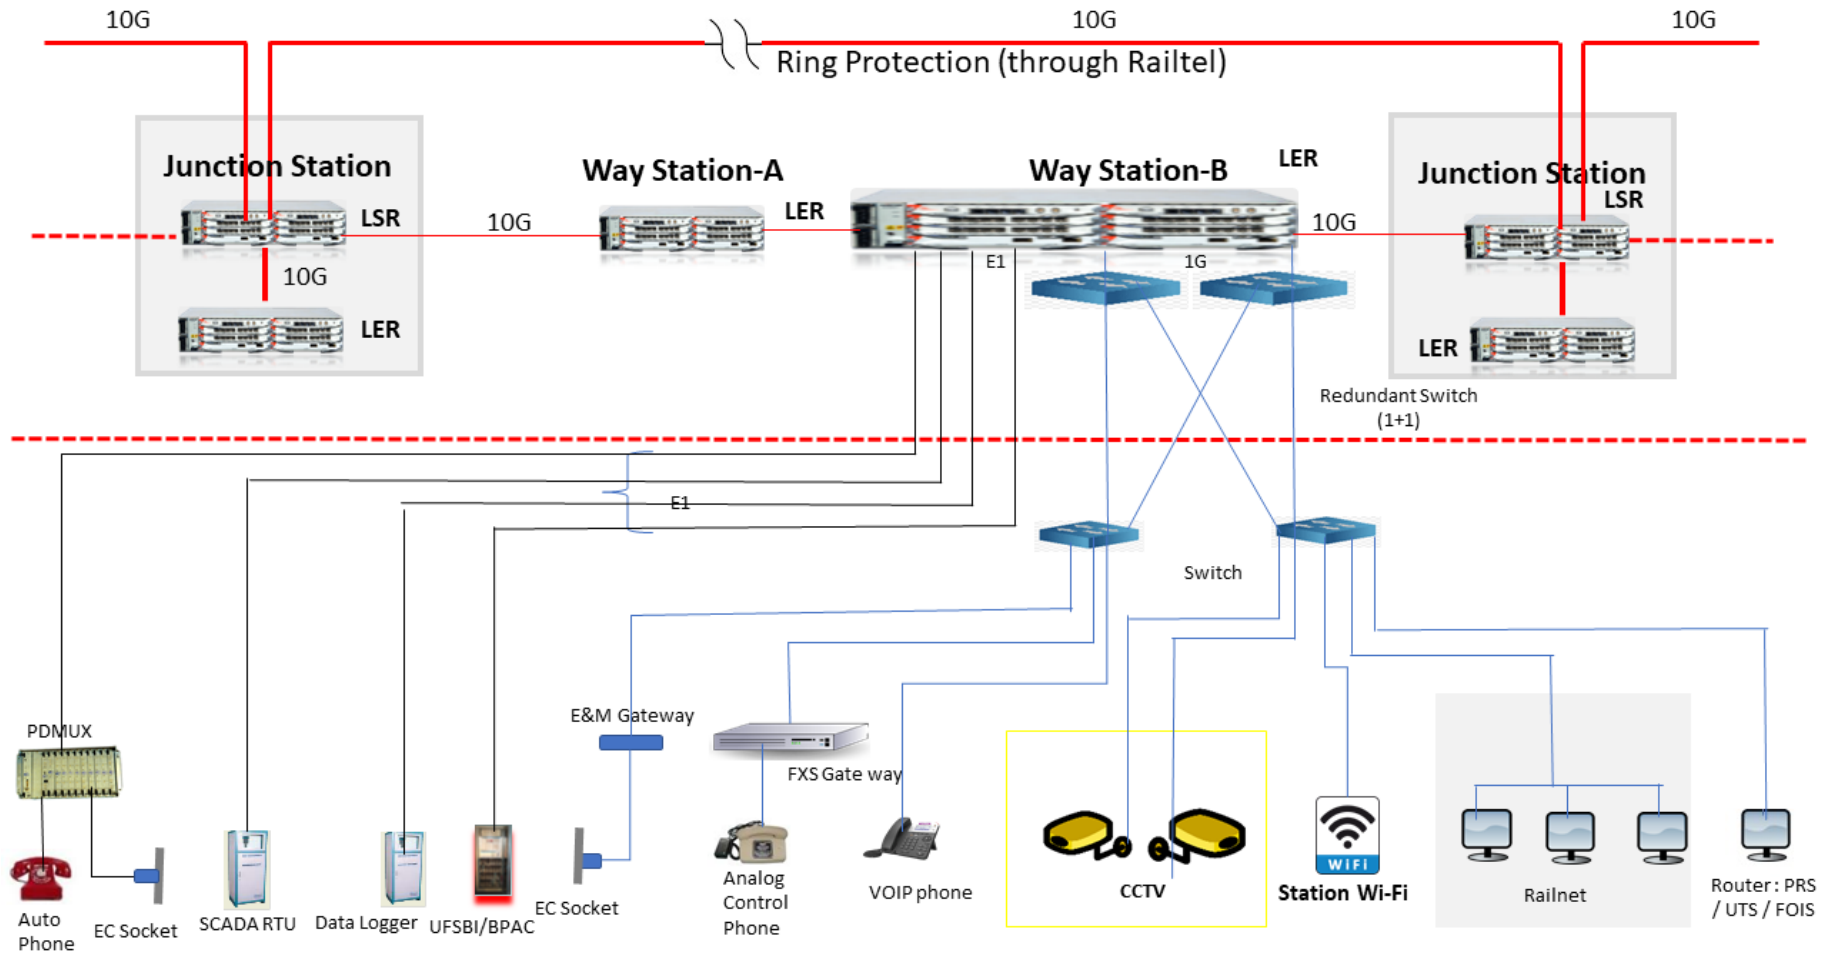 10G
10G
10G
Ring Protection (through Railtel)
Junction Station
Way Station-A
Way Station-B
LER
Junction Station
LSR
LSR
10G
LER
10G
10G
E1
1G
LER
LER
Redundant Switch
(1+1)
E1
Switch
PDMUX
E&M Gateway
FXS Gate way
Auto
Phone
EC Socket
SCADA RTU
Data Logger
UFSBI/BPAC
EC Socket
Analog
Control
Phone
VOIP phone
CCTV
WiFi
Station Wi-Fi
Railnet
Router : PRS
/ UTS / FOIS